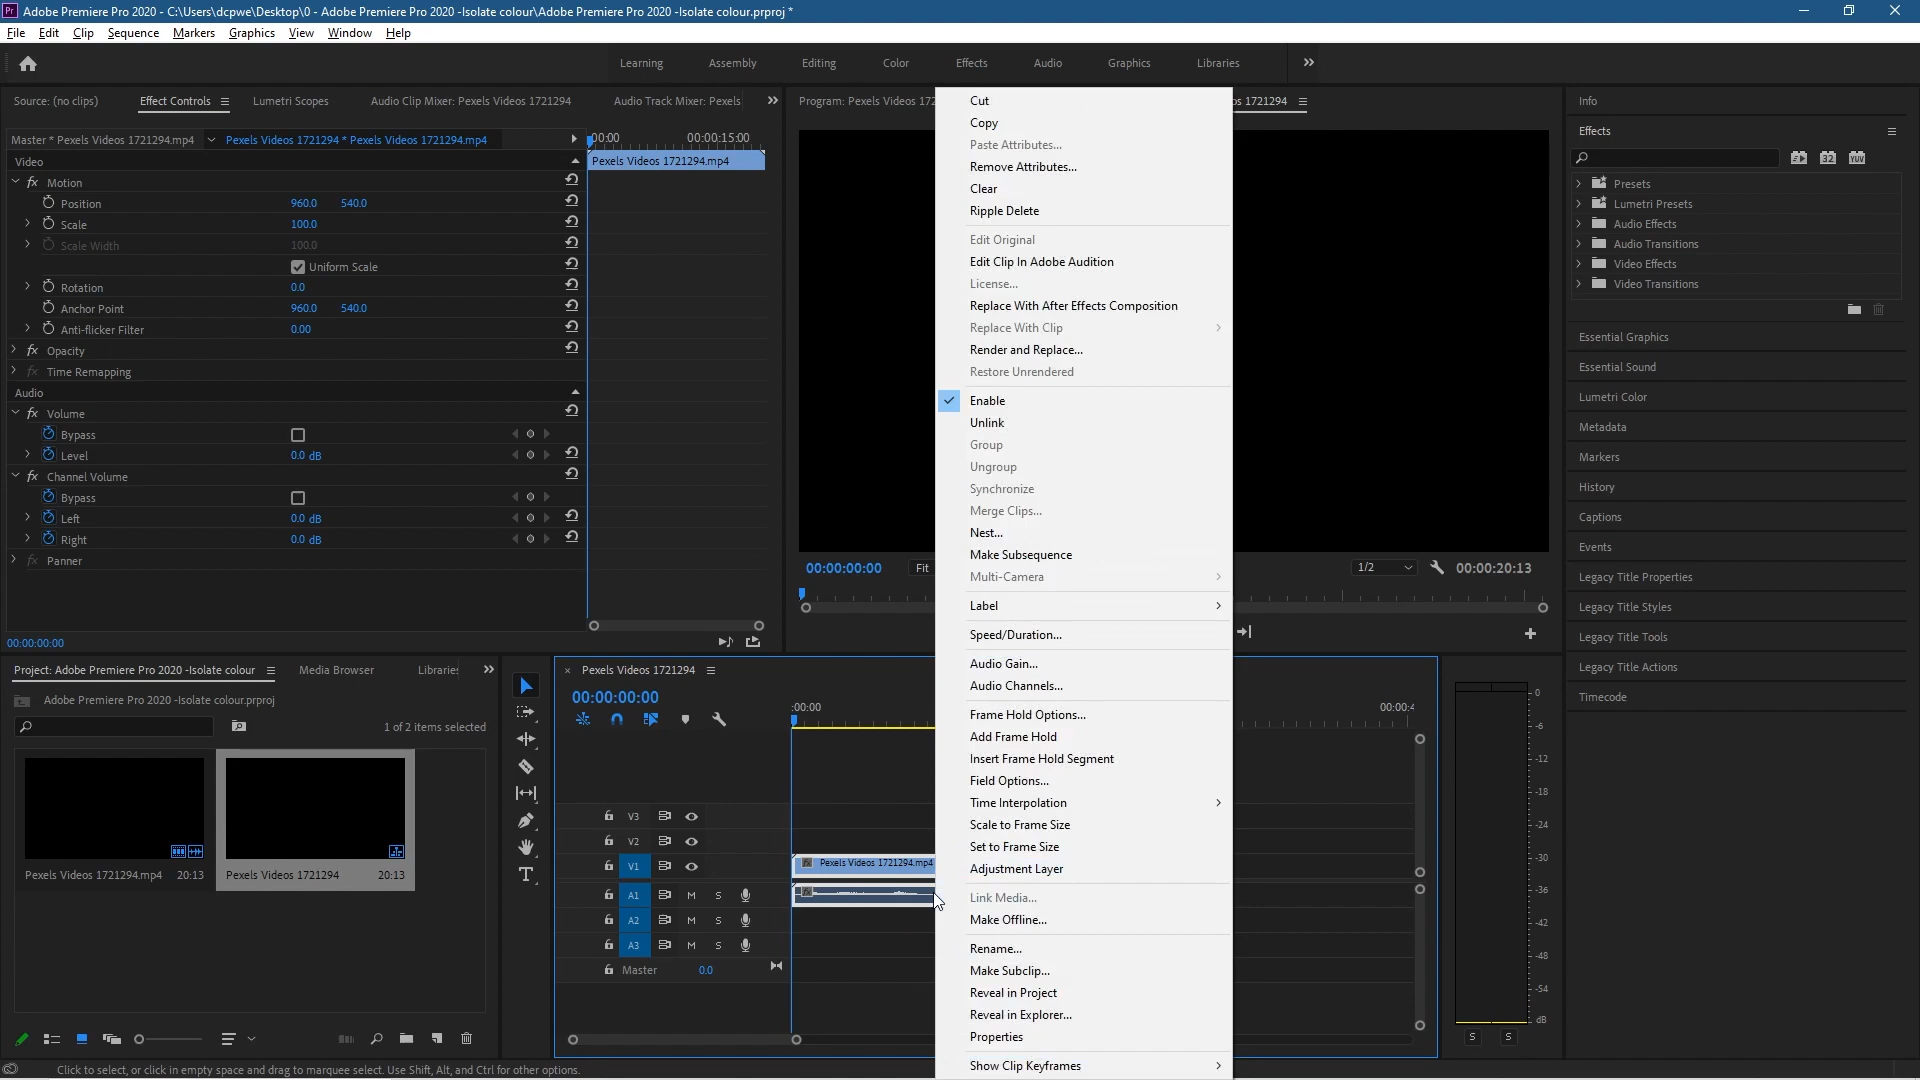 Adobe Premiere Pro 2020 - C:\Users\dcpwe\Desktop\0 - Adobe Premiere Pro 2020 -Isolate colour\Adobe Premiere Pro 2020 -Isolate colour.prproj *
File Edit Clip Sequence Markers Graphics View Window Help
Learning Assembly Editing Color Effects Audio Graphics Libraries
Source: (no clips) Effect Controls Lumetri Scopes Audio Clip Mixer: Pexels Videos 1721294 Audio Track Mixer: Pexels
Master * Pexels Videos 1721294.mp4 Pexels Videos 1721294 * Pexels Videos 1721294.mp4 :00:00 00:00:15:00
Video Pexels Videos 1721294.mp4
Motion
Position 960.0 540.0
Scale 100.0
Scale Width 100.0
Uniform Scale
Rotation 0.0
Anchor Point 960.0 540.0
Anti-flicker Filter 0.00
Opacity
Time Remapping
Audio
Volume
Bypass
Level 0.0 dB
Channel Volume
Bypass
Left 0.0 dB
Right 0.0 dB
Panner
00:00:00:00
Program: Pexels Videos 172
os 1721294
00:00:00:00 Fit 1/2 00:00:20:13
Cut
Copy
Paste Attributes...
Remove Attributes...
Clear
Ripple Delete
Edit Original
Edit Clip In Adobe Audition
License...
Replace With After Effects Composition
Replace With Clip
Render and Replace...
Restore Unrendered
Enable
Unlink
Group
Ungroup
Synchronize
Merge Clips...
Nest...
Make Subsequence
Multi-Camera
Label
Speed/Duration...
Audio Gain...
Audio Channels...
Frame Hold Options...
Add Frame Hold
Insert Frame Hold Segment
Field Options...
Time Interpolation
Scale to Frame Size
Set to Frame Size
Adjustment Layer
Link Media...
Make Offline...
Rename...
Make Subclip...
Reveal in Project
Reveal in Explorer...
Properties
Show Clip Keyframes
Info
Effects
32 YUV
Presets
Lumetri Presets
Audio Effects
Audio Transitions
Video Effects
Video Transitions
Essential Graphics
Essential Sound
Lumetri Color
Metadata
Markers
History
Captions
Events
Legacy Title Properties
Legacy Title Styles
Legacy Title Tools
Legacy Title Actions
Timecode
Project: Adobe Premiere Pro 2020 -Isolate colour Media Browser Libraries
Adobe Premiere Pro 2020 -Isolate colour.prproj
1 of 2 items selected
Pexels Videos 1721294.mp4 20:13 Pexels Videos 1721294 20:13
Pexels Videos 1721294
00:00:00:00
:00:00 00:00:4
V3
V2
V1 Pexels Videos 1721294.mp4
A1 M S
A2 M S
A3 M S
Master 0.0
0
-6
-12
-18
-24
-30
-36
-42
-48
-54
dB
S S
Click to select, or click in empty space and drag to marquee select. Use Shift, Alt, and Ctrl for other options.